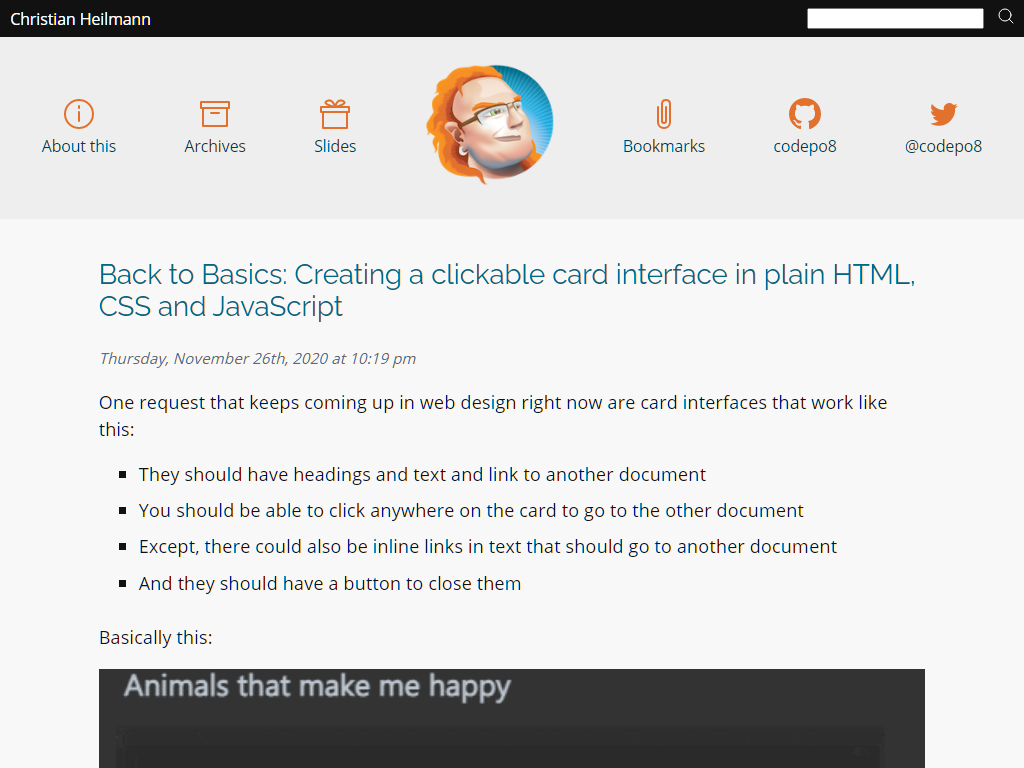 Christian Heilmann
About this
Archives
Slides
Bookmarks
codepo8
@codepo8
Back to Basics: Creating a clickable card interface in plain HTML,
CSS and JavaScript
Thursday, November 26th, 2020 at 10:19 pm
One request that keeps coming up in web design right now are card interfaces that work like
this:
They should have headings and text and link to another document
You should be able to click anywhere on the card to go to the other document
Except, there could also be inline links in text that should go to another document
And they should have a button to close them
Basically this:
Animals that make me happy